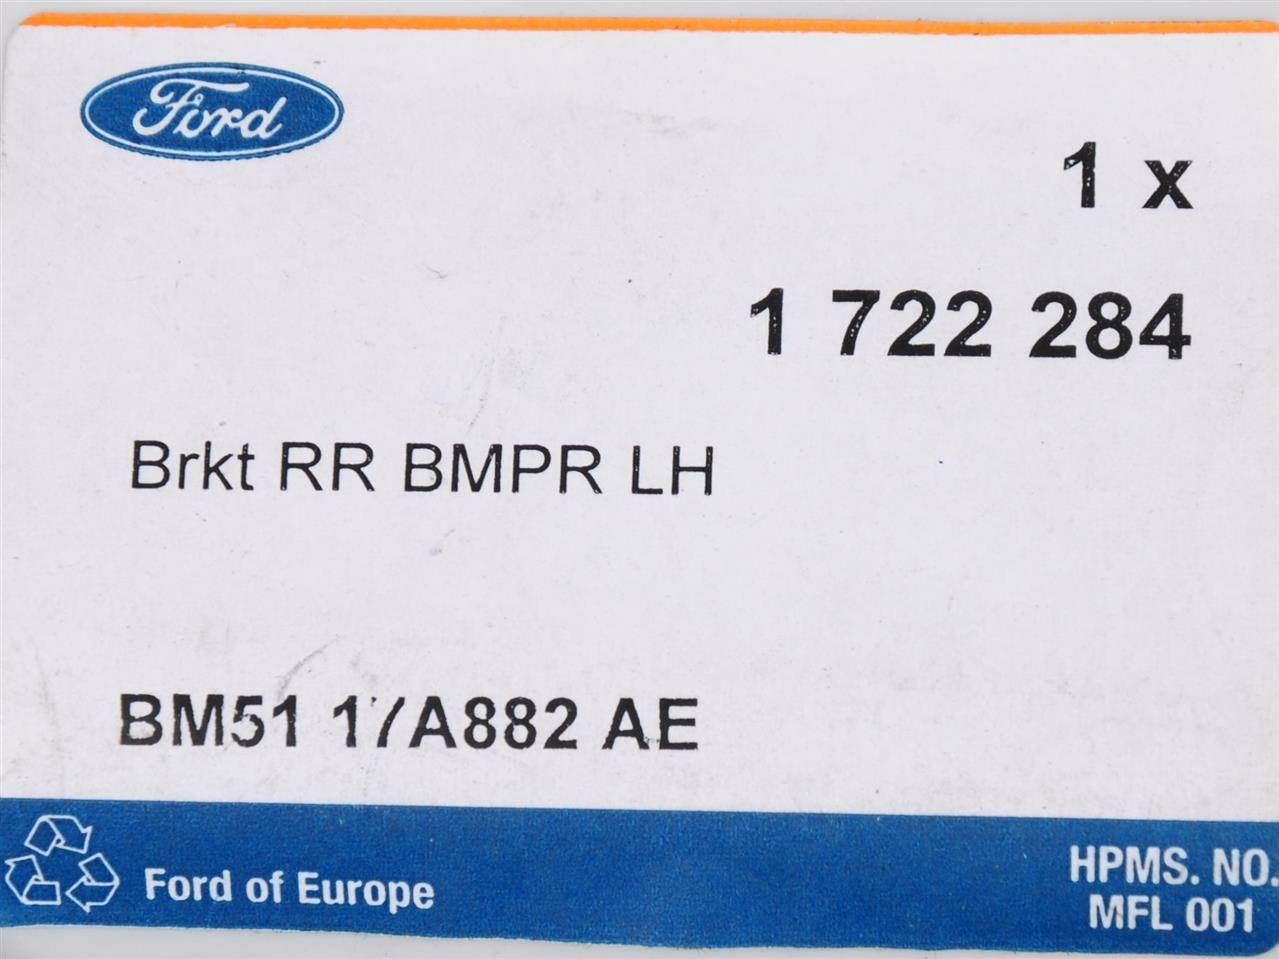 Ford
1 x
1 722 284
Brkt RR BMPR LH
BM51 17A882 AE
Ford of Europe
HPMS. NO.
MFL 001